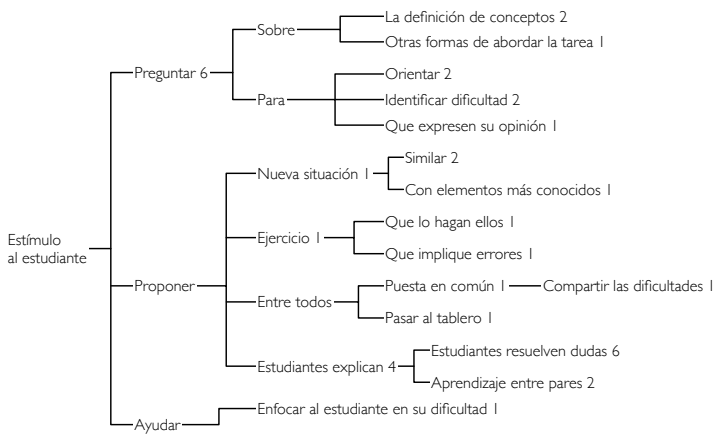 Estímulo
al estudiante
Preguntar 6
Sobre
La definición de conceptos 2
Otras formas de abordar la tarea 1
Para
Orientar 2
Identificar dificultad 2
Que expresen su opinión 1
Proponer
Nueva situación 1
Similar 2
Con elementos más conocidos 1
Ejercicio 1
Que lo hagan ellos 1
Que implique errores 1
Entre todos
Puesta en común 1
Compartir las dificultades 1
Pasar al tablero 1
Estudiantes explican 4
Estudiantes resuelven dudas 6
Aprendizaje entre pares 2
Ayudar
Enfocar al estudiante en su dificultad 1